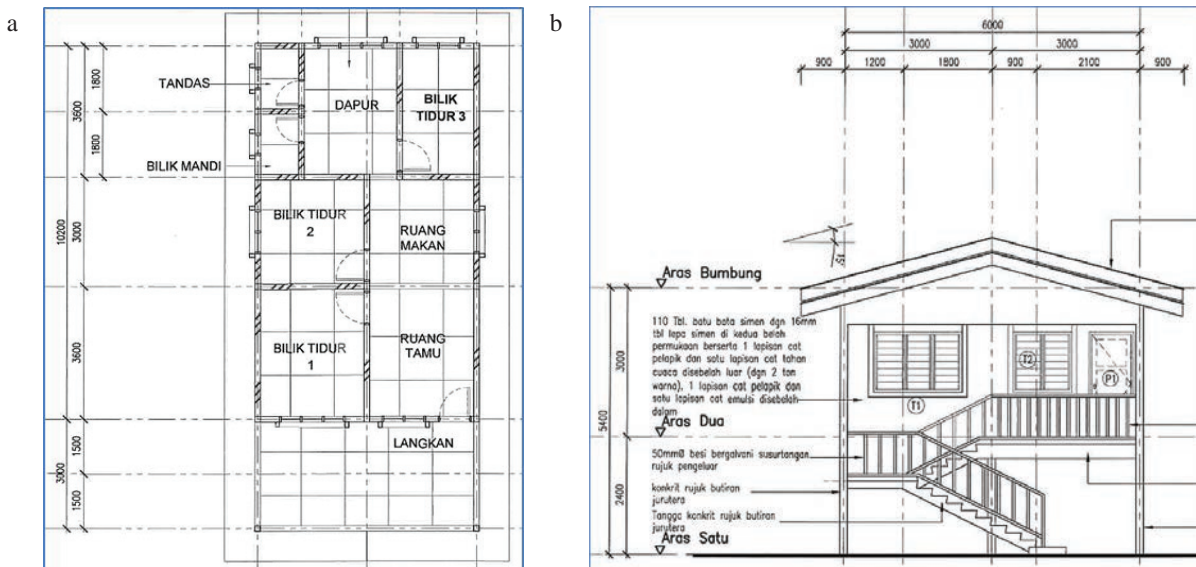 a
TANDAS
DAPUR
BILIK
TIDUR 3
BILIK MANDI
BILIK TIDUR
2
RUANG
MAKAN
BILIK TIDUR
1
RUANG
TAMU
LANGKAN
10200
3600
1800
1800
3000
3600
3000
1500
1500
b
6000
3000
3000
900
1200
1800
900
2100
900
15°
Aras Bumbung
110 Tbl. batu bata simen dgn 16mm
tbl lepa simen di kedua belah
permukaan berserta 1 lapisan cat
pelapik dan satu lapisan cat tahan
cuaca disebelah luar (dgn 2 ton
warna), 1 lapisan cat pelapik dan
satu lapisan cat emulsi disebelah
dalam
T1
T2
P1
Aras Dua
50mmØ besi bergalvani susurtangan
rujuk pengeluar
konkrit rujuk butiran
jurutera
Tangga konkrit rujuk butiran
jurutera
Aras Satu
5400
3000
2400